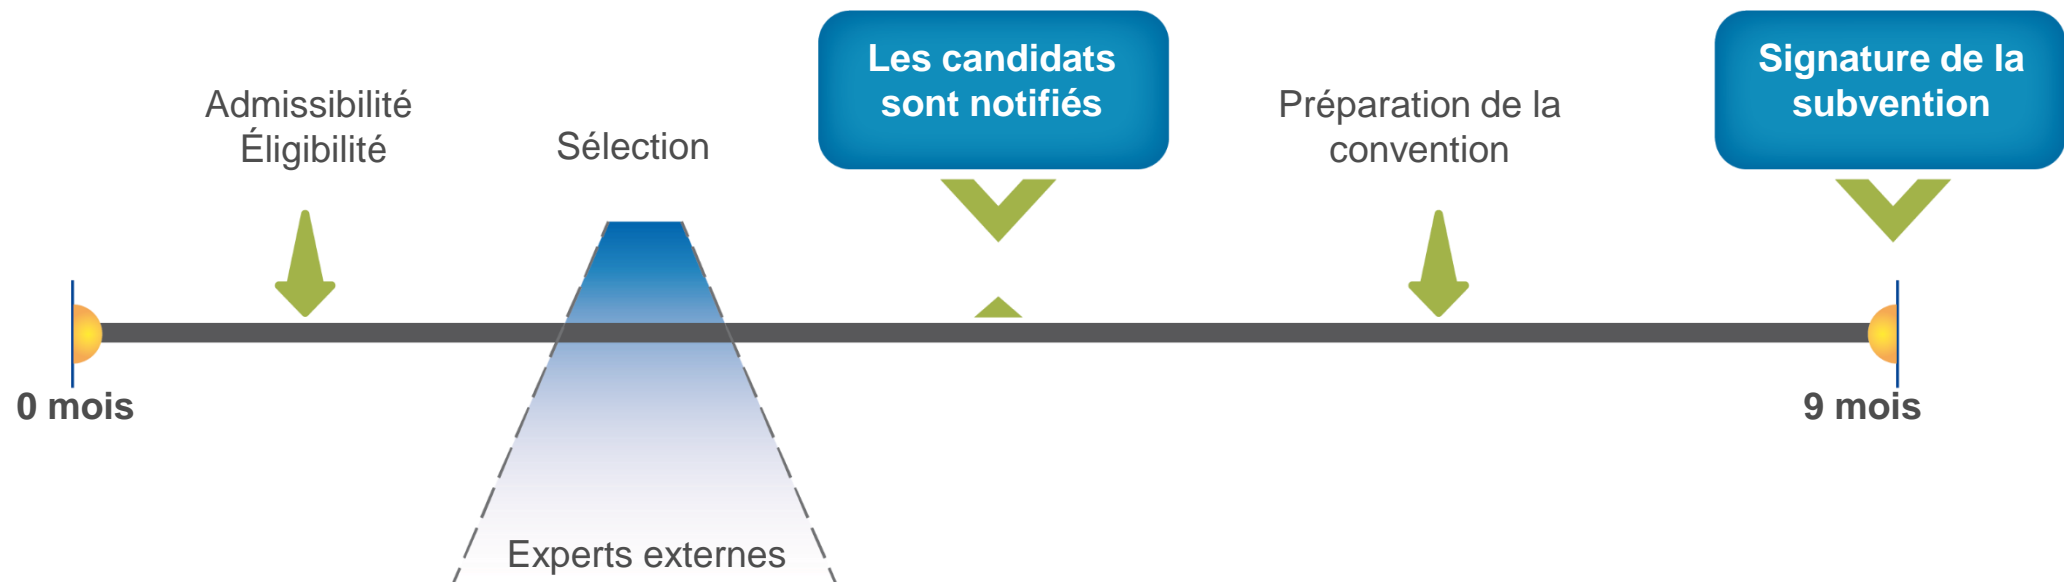 Admissibilité
Éligibilité
Sélection
Les candidats
sont notifiés
Préparation de la
convention
Signature de la
subvention
0 mois
9 mois
Experts externes